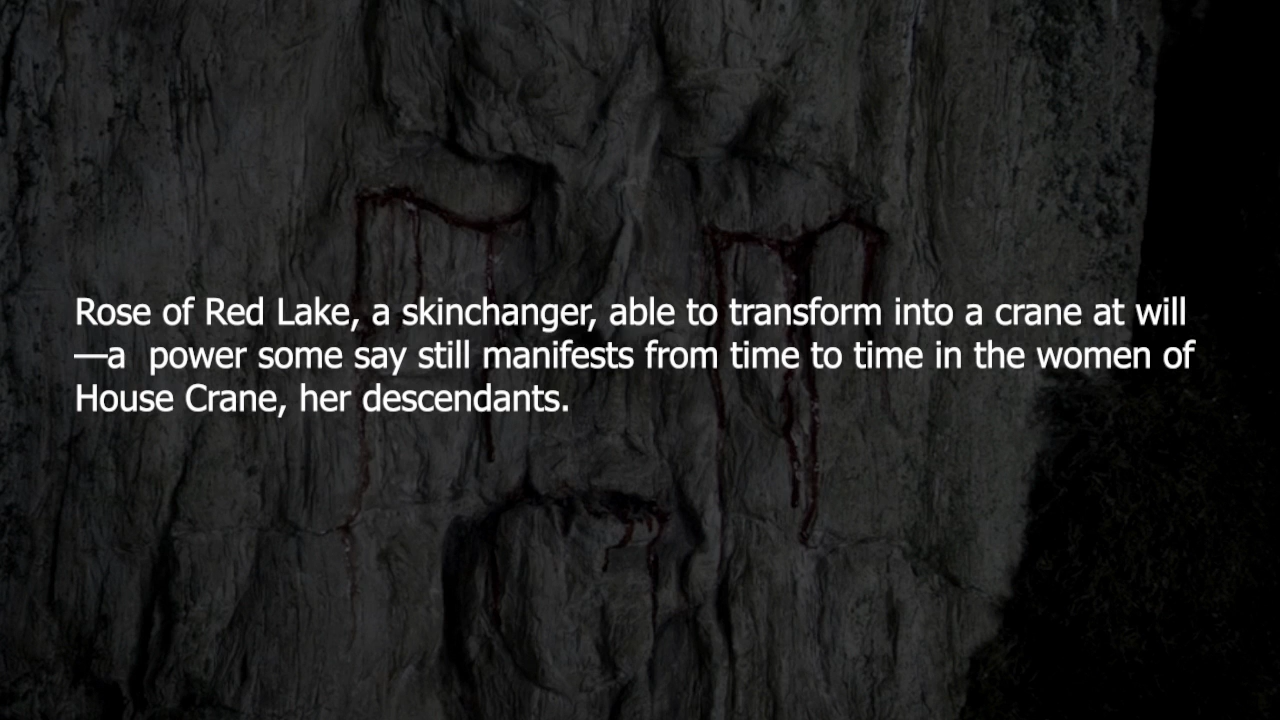 Rose of Red Lake, a skinchanger, able to transform into a crane at will
—a  power some say still manifests from time to time in the women of
House Crane, her descendants.